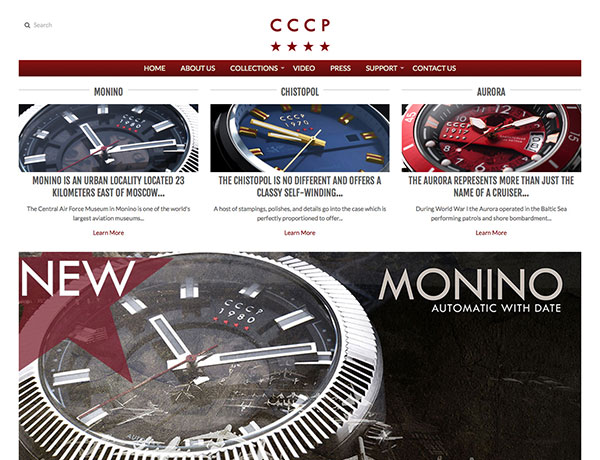 Search
CCCP
HOME ABOUT US COLLECTIONS VIDEO PRESS SUPPORT CONTACT US
MONINO
CCCP
1980
MONINO IS AN URBAN LOCALITY LOCATED 23
KILOMETERS EAST OF MOSCOW...
The Central Air Force Museum in Monino is one of the world's
largest aviation museums...
Learn More
CHISTOPOL
CCCP
1970
THE CHISTOPOL IS NO DIFFERENT AND OFFERS A
CLASSY SELF-WINDING...
A host of stampings, polishes, and details go into the case which is
perfectly proportioned to offer...
Learn More
AURORA
CCCP
1917
THE AURORA REPRESENTS MORE THAN JUST THE
NAME OF A CRUISER...
During World War I the Aurora operated in the Baltic Sea
performing patrols and shore bombardment...
Learn More
NEW
MONINO
AUTOMATIC WITH DATE
CCCP
1980
AUTOMATIC